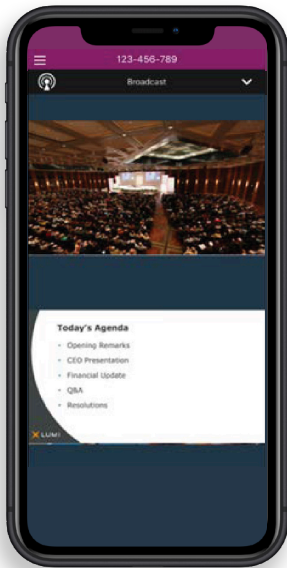 123-456-789
Broadcast
Today's Agenda
Opening Remarks
CEO Presentation
Financial Update
Q&A
Resolutions
LUMI